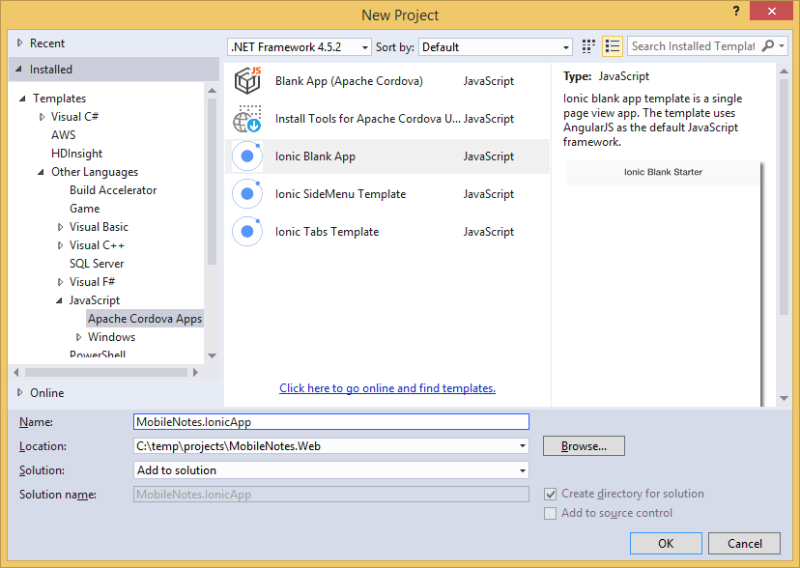 New Project
?
Recent
Installed
.NET Framework 4.5.2
Sort by:
Default
Search Installed Templat
Templates
Visual C#
AWS
HDInsight
Other Languages
Build Accelerator
Game
Visual Basic
Visual C++
SQL Server
Visual F#
JavaScript
Apache Cordova Apps
Windows
PowerShell
Online
JS
Blank App (Apache Cordova) JavaScript
Install Tools for Apache Cordova U... JavaScript
Ionic Blank App JavaScript
Ionic SideMenu Template JavaScript
Ionic Tabs Template JavaScript
Click here to go online and find templates.
Type: JavaScript
Ionic blank app template is a single
page view app. The template uses
AngularJS as the default JavaScript
framework.
Ionic Blank Starter
Name: MobileNotes.IonicApp
Location: C:\temp\projects\MobileNotes.Web
Browse...
Solution: Add to solution
Solution name: MobileNotes.IonicApp
Create directory for solution
Add to source control
OK
Cancel